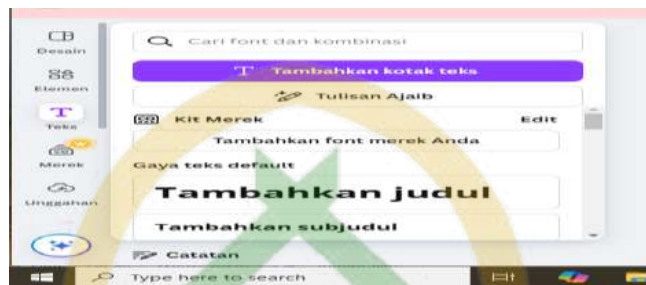 Desain
Elemen
Teks
Merek
Unggahan
Cari font dan kombinasi
T Tambahkan kotak teks
Tulisan Ajaib
Kit Merek Edit
Tambahkan font merek Anda
Gaya teks default
Tambahkan judul
Tambahkan subjudul
Catatan
Type here to search